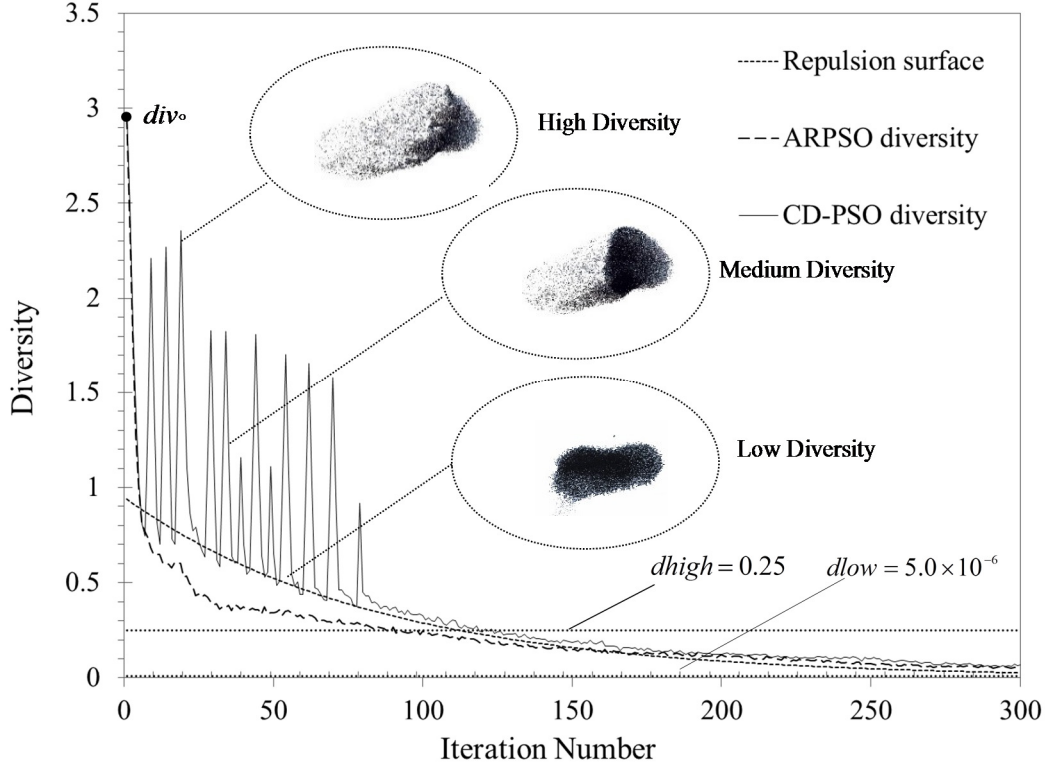 3.5
3
2.5
2
1.5
1
0.5
0
Diversity
0
50
100
150
200
250
300
Iteration Number
div∘
Repulsion surface
ARPSO diversity
CD-PSO diversity
High Diversity
Medium Diversity
Low Diversity
dhigh = 0.25
dlow = 5.0 × 10⁻⁶